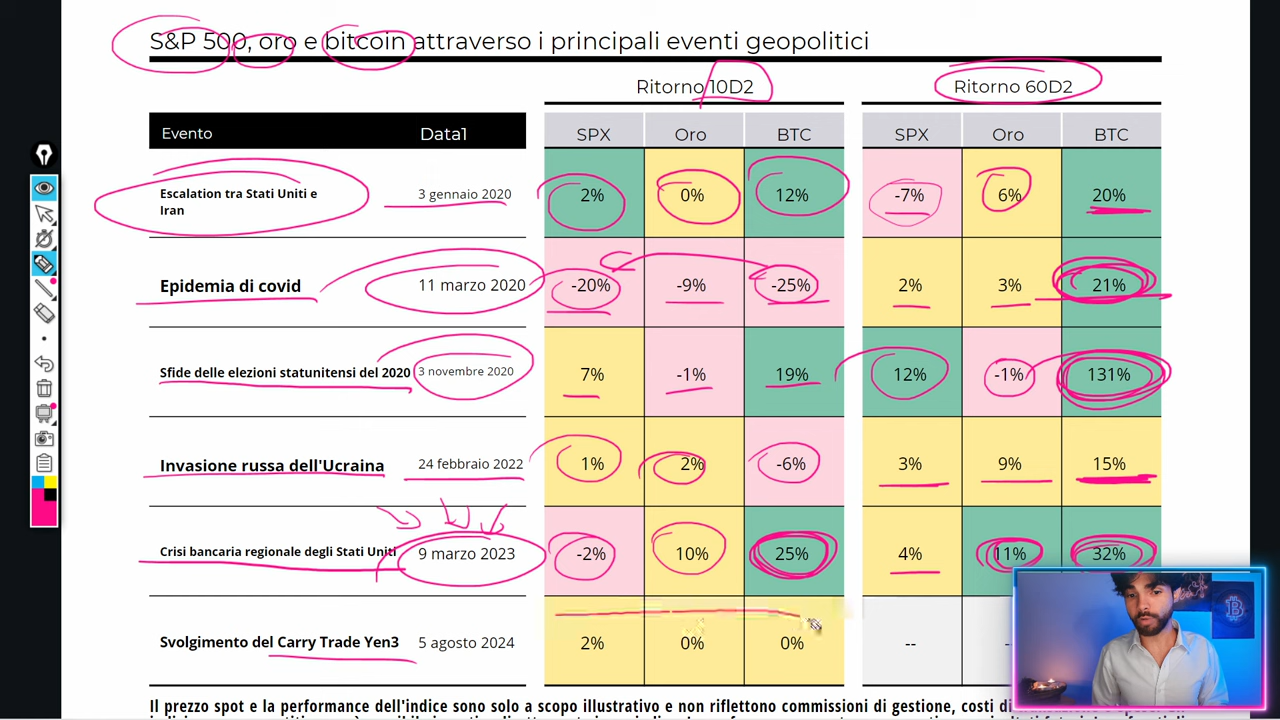 S&P 500, oro e bitcoin attraverso i principali eventi geopolitici
Ritorno 10D2 Ritorno 60D2
Evento Data1 SPX Oro BTC SPX Oro BTC
Escalation tra Stati Uniti e
Iran
3 gennaio 2020 2% 0% 12% -7% 6% 20%
Epidemia di covid 11 marzo 2020 -20% -9% -25% 2% 3% 21%
Sfide delle elezioni statunitensi del 2020 3 novembre 2020 7% -1% 19% 12% -1% 131%
Invasione russa dell'Ucraina 24 febbraio 2022 1% 2% -6% 3% 9% 15%
Crisi bancaria regionale degli Stati Uniti 9 marzo 2023 -2% 10% 25% 4% 11% 32%
Svolgimento del Carry Trade Yen3 5 agosto 2024 2% 0% 0% --
Il prezzo spot e la performance dell'indice sono solo a scopo illustrativo e non riflettono commissioni di gestione, costi di